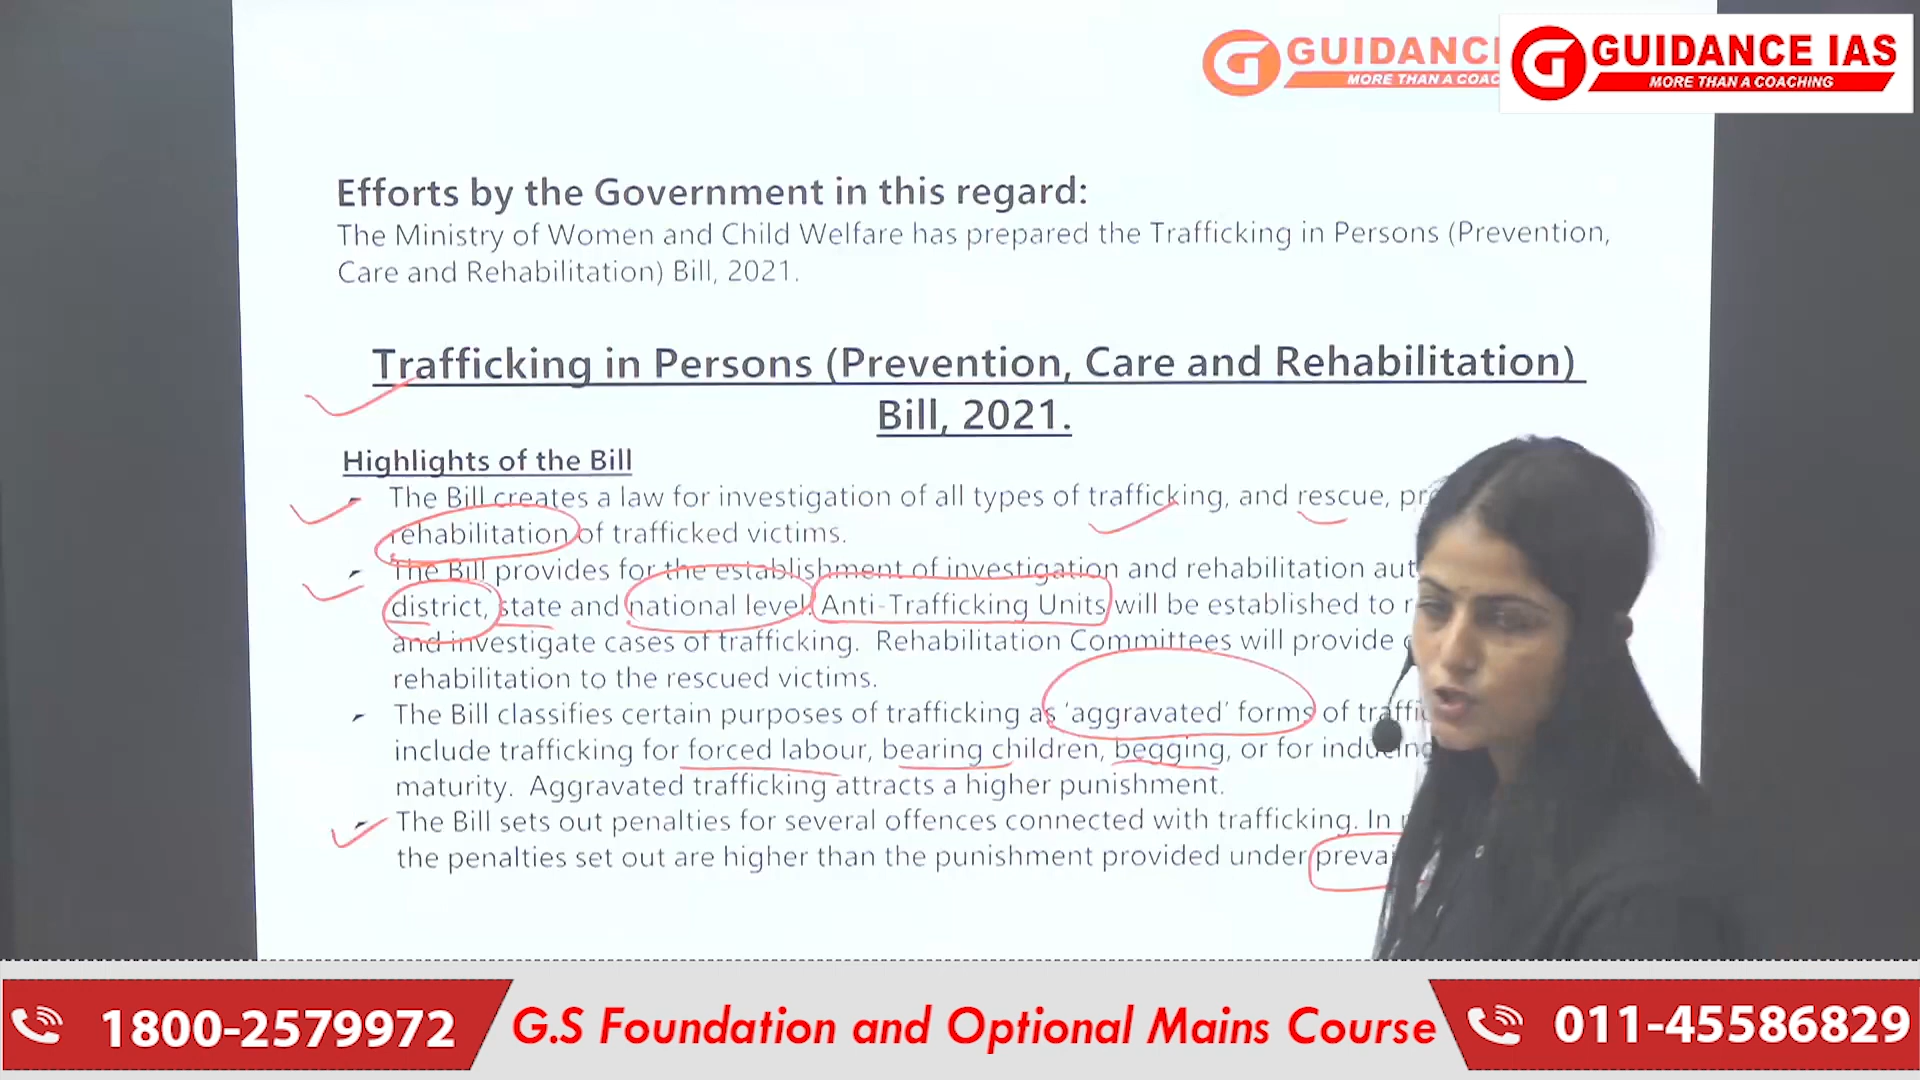 GUIDANCE IAS
MORE THAN A COACHING
GUIDANC
MORE THAN A COAC
Efforts by the Government in this regard:
The Ministry of Women and Child Welfare has prepared the Trafficking in Persons (Prevention,
Care and Rehabilitation) Bill, 2021.
Trafficking in Persons (Prevention, Care and Rehabilitation)
Bill, 2021.
Highlights of the Bill
The Bill creates a law for investigation of all types of trafficking, and rescue,
rehabilitation of trafficked victims.
The Bill provides for the establishment of investigation and rehabilitation
district, state and national level. Anti-Trafficking Units will be established to
and investigate cases of trafficking. Rehabilitation Committees will provide
rehabilitation to the rescued victims.
The Bill classifies certain purposes of trafficking as 'aggravated' forms of
include trafficking for forced labour, bearing children, begging, or for
maturity. Aggravated trafficking attracts a higher punishment.
The Bill sets out penalties for several offences connected with trafficking. In
the penalties set out are higher than the punishment provided under
1800-2579972
G.S Foundation and Optional Mains Course
011-45586829